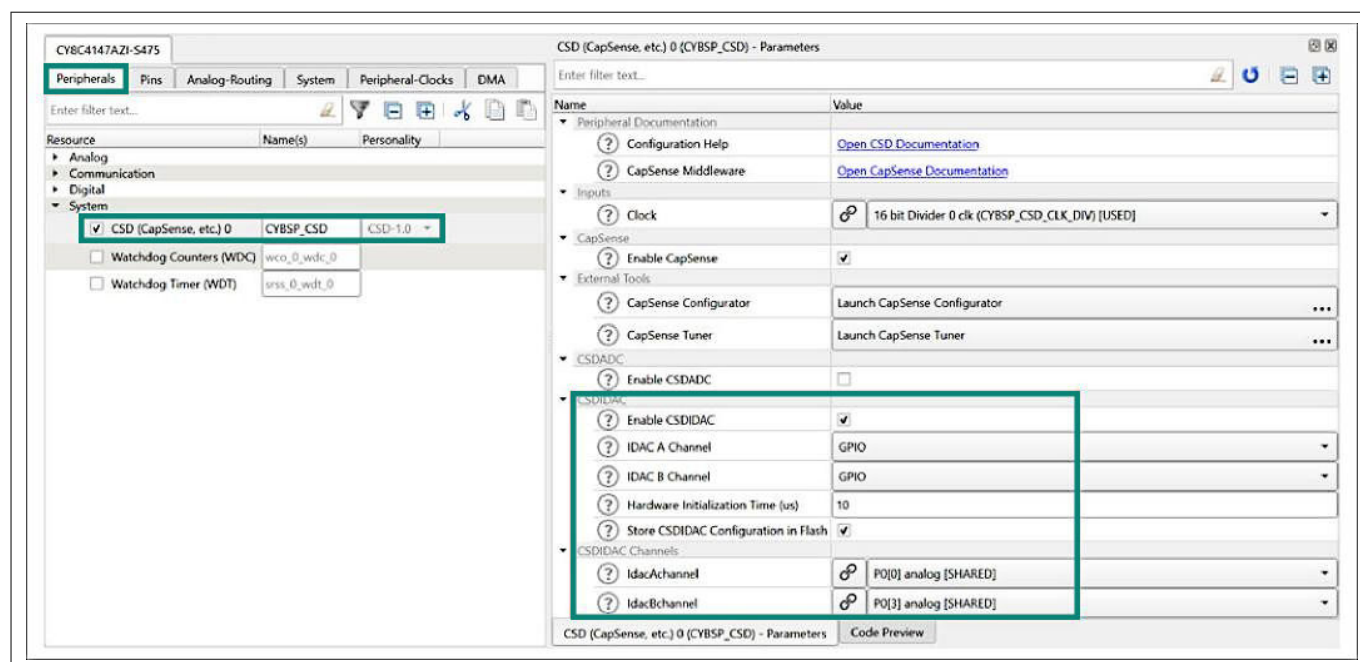 CY8C4147AZI-S475
Peripherals Pins Analog-Routing System Peripheral-Clocks DMA
Enter filter text...
Resource Name(s) Personality
Analog
Communication
Digital
System
CSD (CapSense, etc.) 0 CYBSP_CSD CSD-1.0
Watchdog Counters (WDC) wco_0_wdc_0
Watchdog Timer (WDT) srss_0_wdt_0
CSD (CapSense, etc.) 0 (CYBSP_CSD) - Parameters
Enter filter text...
Name Value
Peripheral Documentation
? Configuration Help Open CSD Documentation
? CapSense Middleware Open CapSense Documentation
Inputs
? Clock 16 bit Divider 0 clk (CYBSP_CSD_CLK_DIV) [USED]
CapSense
? Enable CapSense
External Tools
? CapSense Configurator Launch CapSense Configurator ...
? CapSense Tuner Launch CapSense Tuner ...
CSDADC
? Enable CSDADC
CSDIDAC
? Enable CSDIDAC
? IDAC A Channel GPIO
? IDAC B Channel GPIO
? Hardware Initialization Time (us) 10
? Store CSDIDAC Configuration in Flash
CSDIDAC Channels
? IdacAchannel P0[0] analog [SHARED]
? IdacBchannel P0[3] analog [SHARED]
CSD (CapSense, etc.) 0 (CYBSP_CSD) - Parameters Code Preview